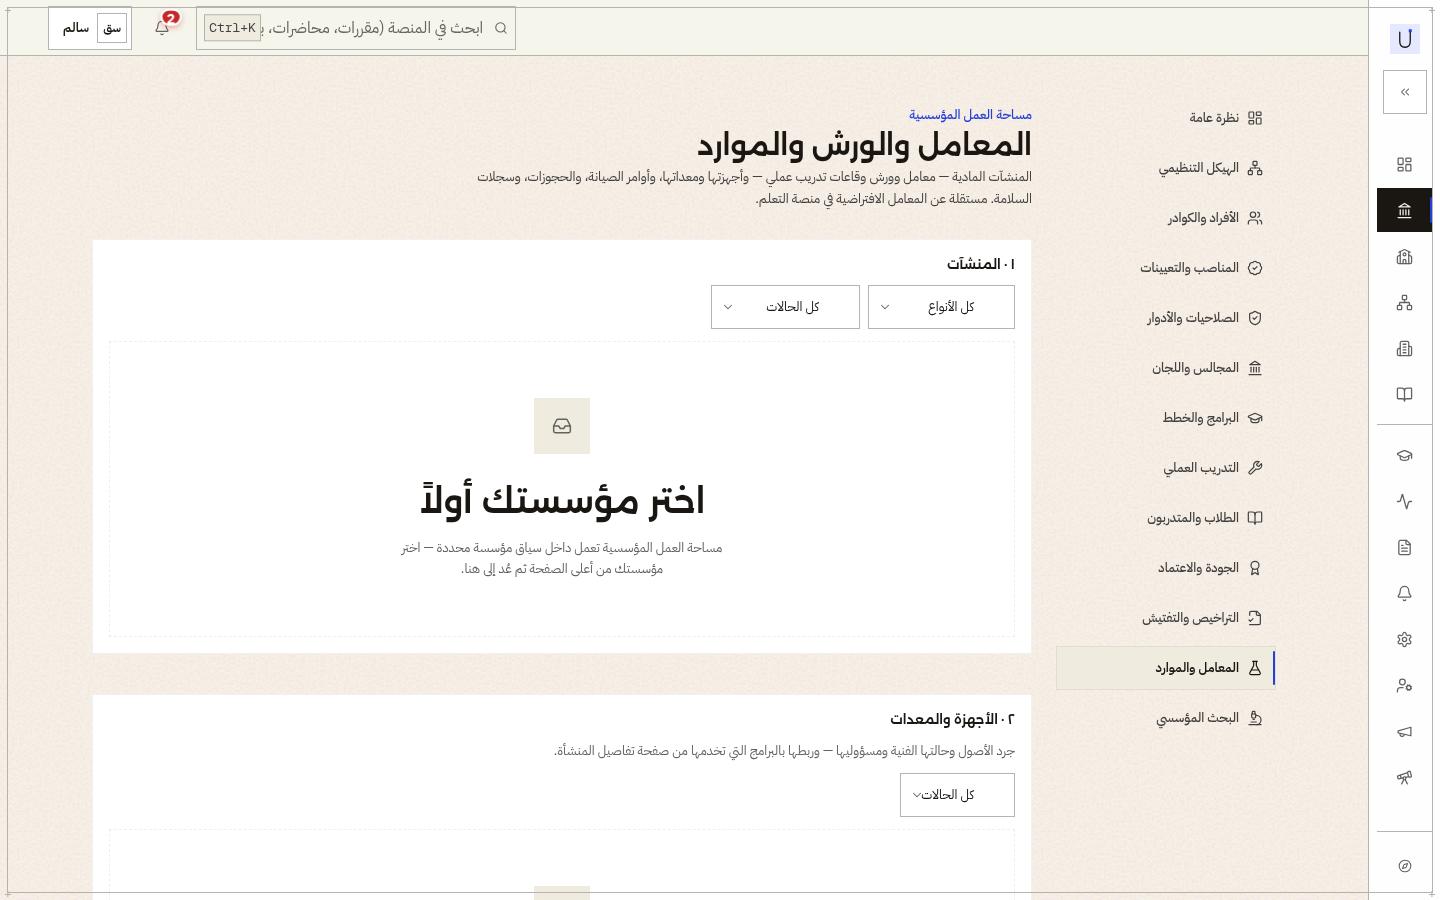 ابحث في المنصة (مقررات، محاضرات، ب
Ctrl+K
2
سق
سالم
U
نظرة عامة
الهيكل التنظيمي
الأفراد والكوادر
المناصب والتعيينات
الصلاحيات والأدوار
المجالس واللجان
البرامج والخطط
التدريب العملي
الطلاب والمتدربون
الجودة والاعتماد
التراخيص والتفتيش
المعامل والموارد
البحث المؤسسي
مساحة العمل المؤسسية
المعامل والورش والموارد
المنشآت المادية — معامل وورش وقاعات تدريب عملي — وأجهزتها ومعداتها، وأوامر الصيانة، والحجوزات، وسجلات
السلامة. مستقلة عن المعامل الافتراضية في منصة التعلم.
٠١ المنشآت
كل الأنواع
كل الحالات
اختر مؤسستك أولاً
مساحة العمل المؤسسية تعمل داخل سياق مؤسسة محددة — اختر
مؤسستك من أعلى الصفحة ثم عُد إلى هنا.
٠٢ الأجهزة والمعدات
جرد الأصول وحالتها الفنية ومسؤوليها — وربطها بالبرامج التي تخدمها من صفحة تفاصيل المنشأة.
كل الحالات